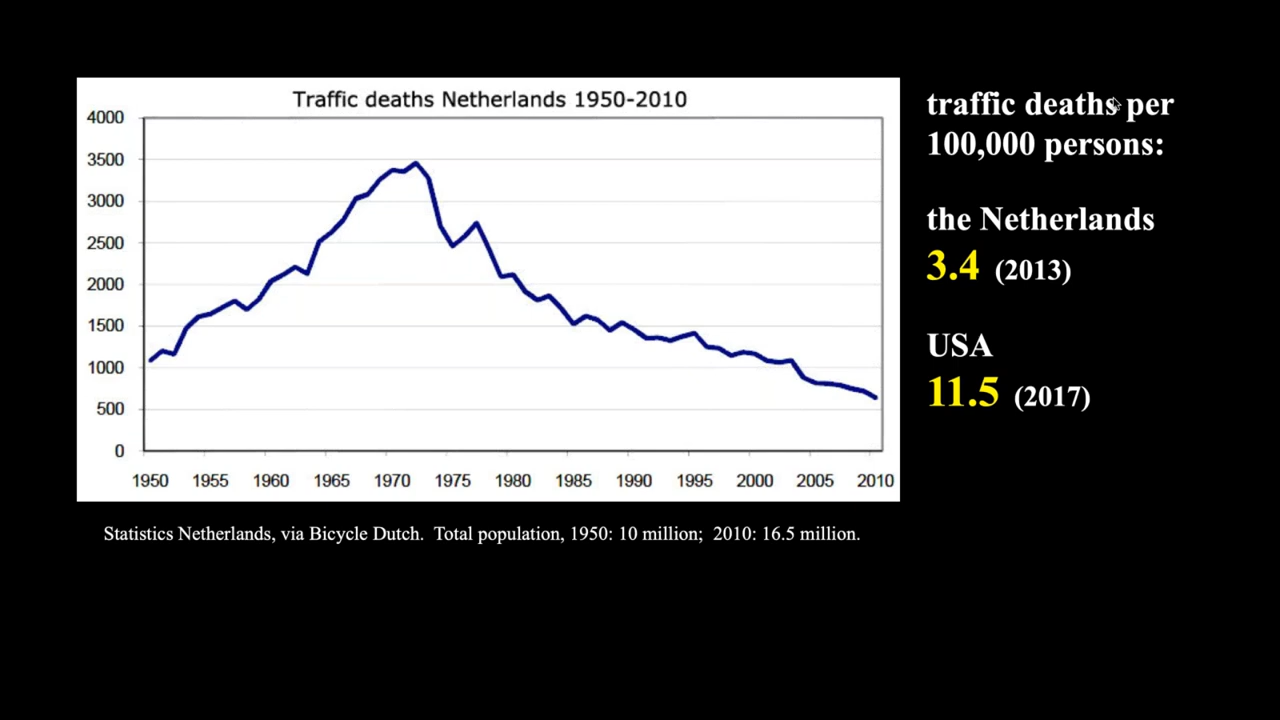 Traffic deaths Netherlands 1950-2010
4000
3500
3000
2500
2000
1500
1000
500
0
1950 1955 1960 1965 1970 1975 1980 1985 1990 1995 2000 2005 2010
Statistics Netherlands, via Bicycle Dutch. Total population, 1950: 10 million; 2010: 16.5 million.
traffic deaths per
100,000 persons:
the Netherlands
3.4 (2013)
USA
11.5 (2017)